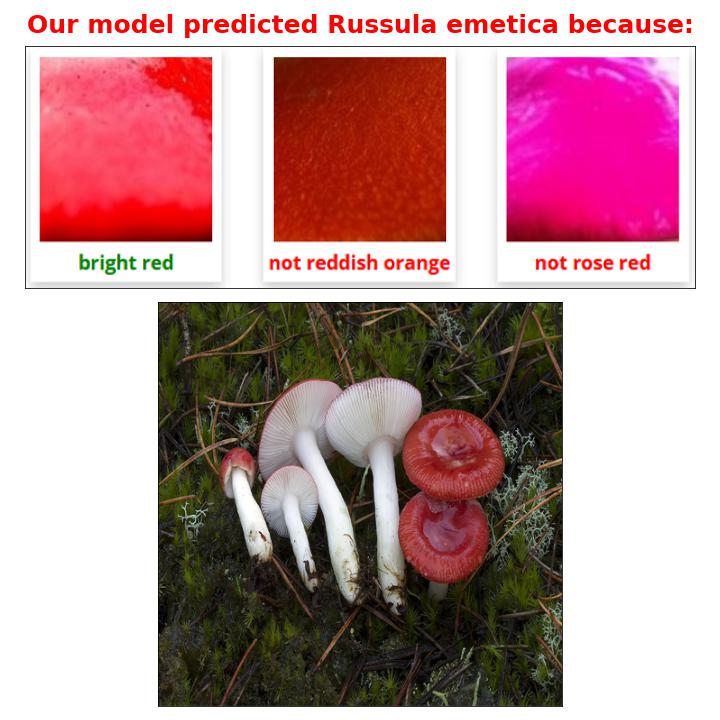 Our model predicted Russula emetica because:
bright red
not reddish orange
not rose red